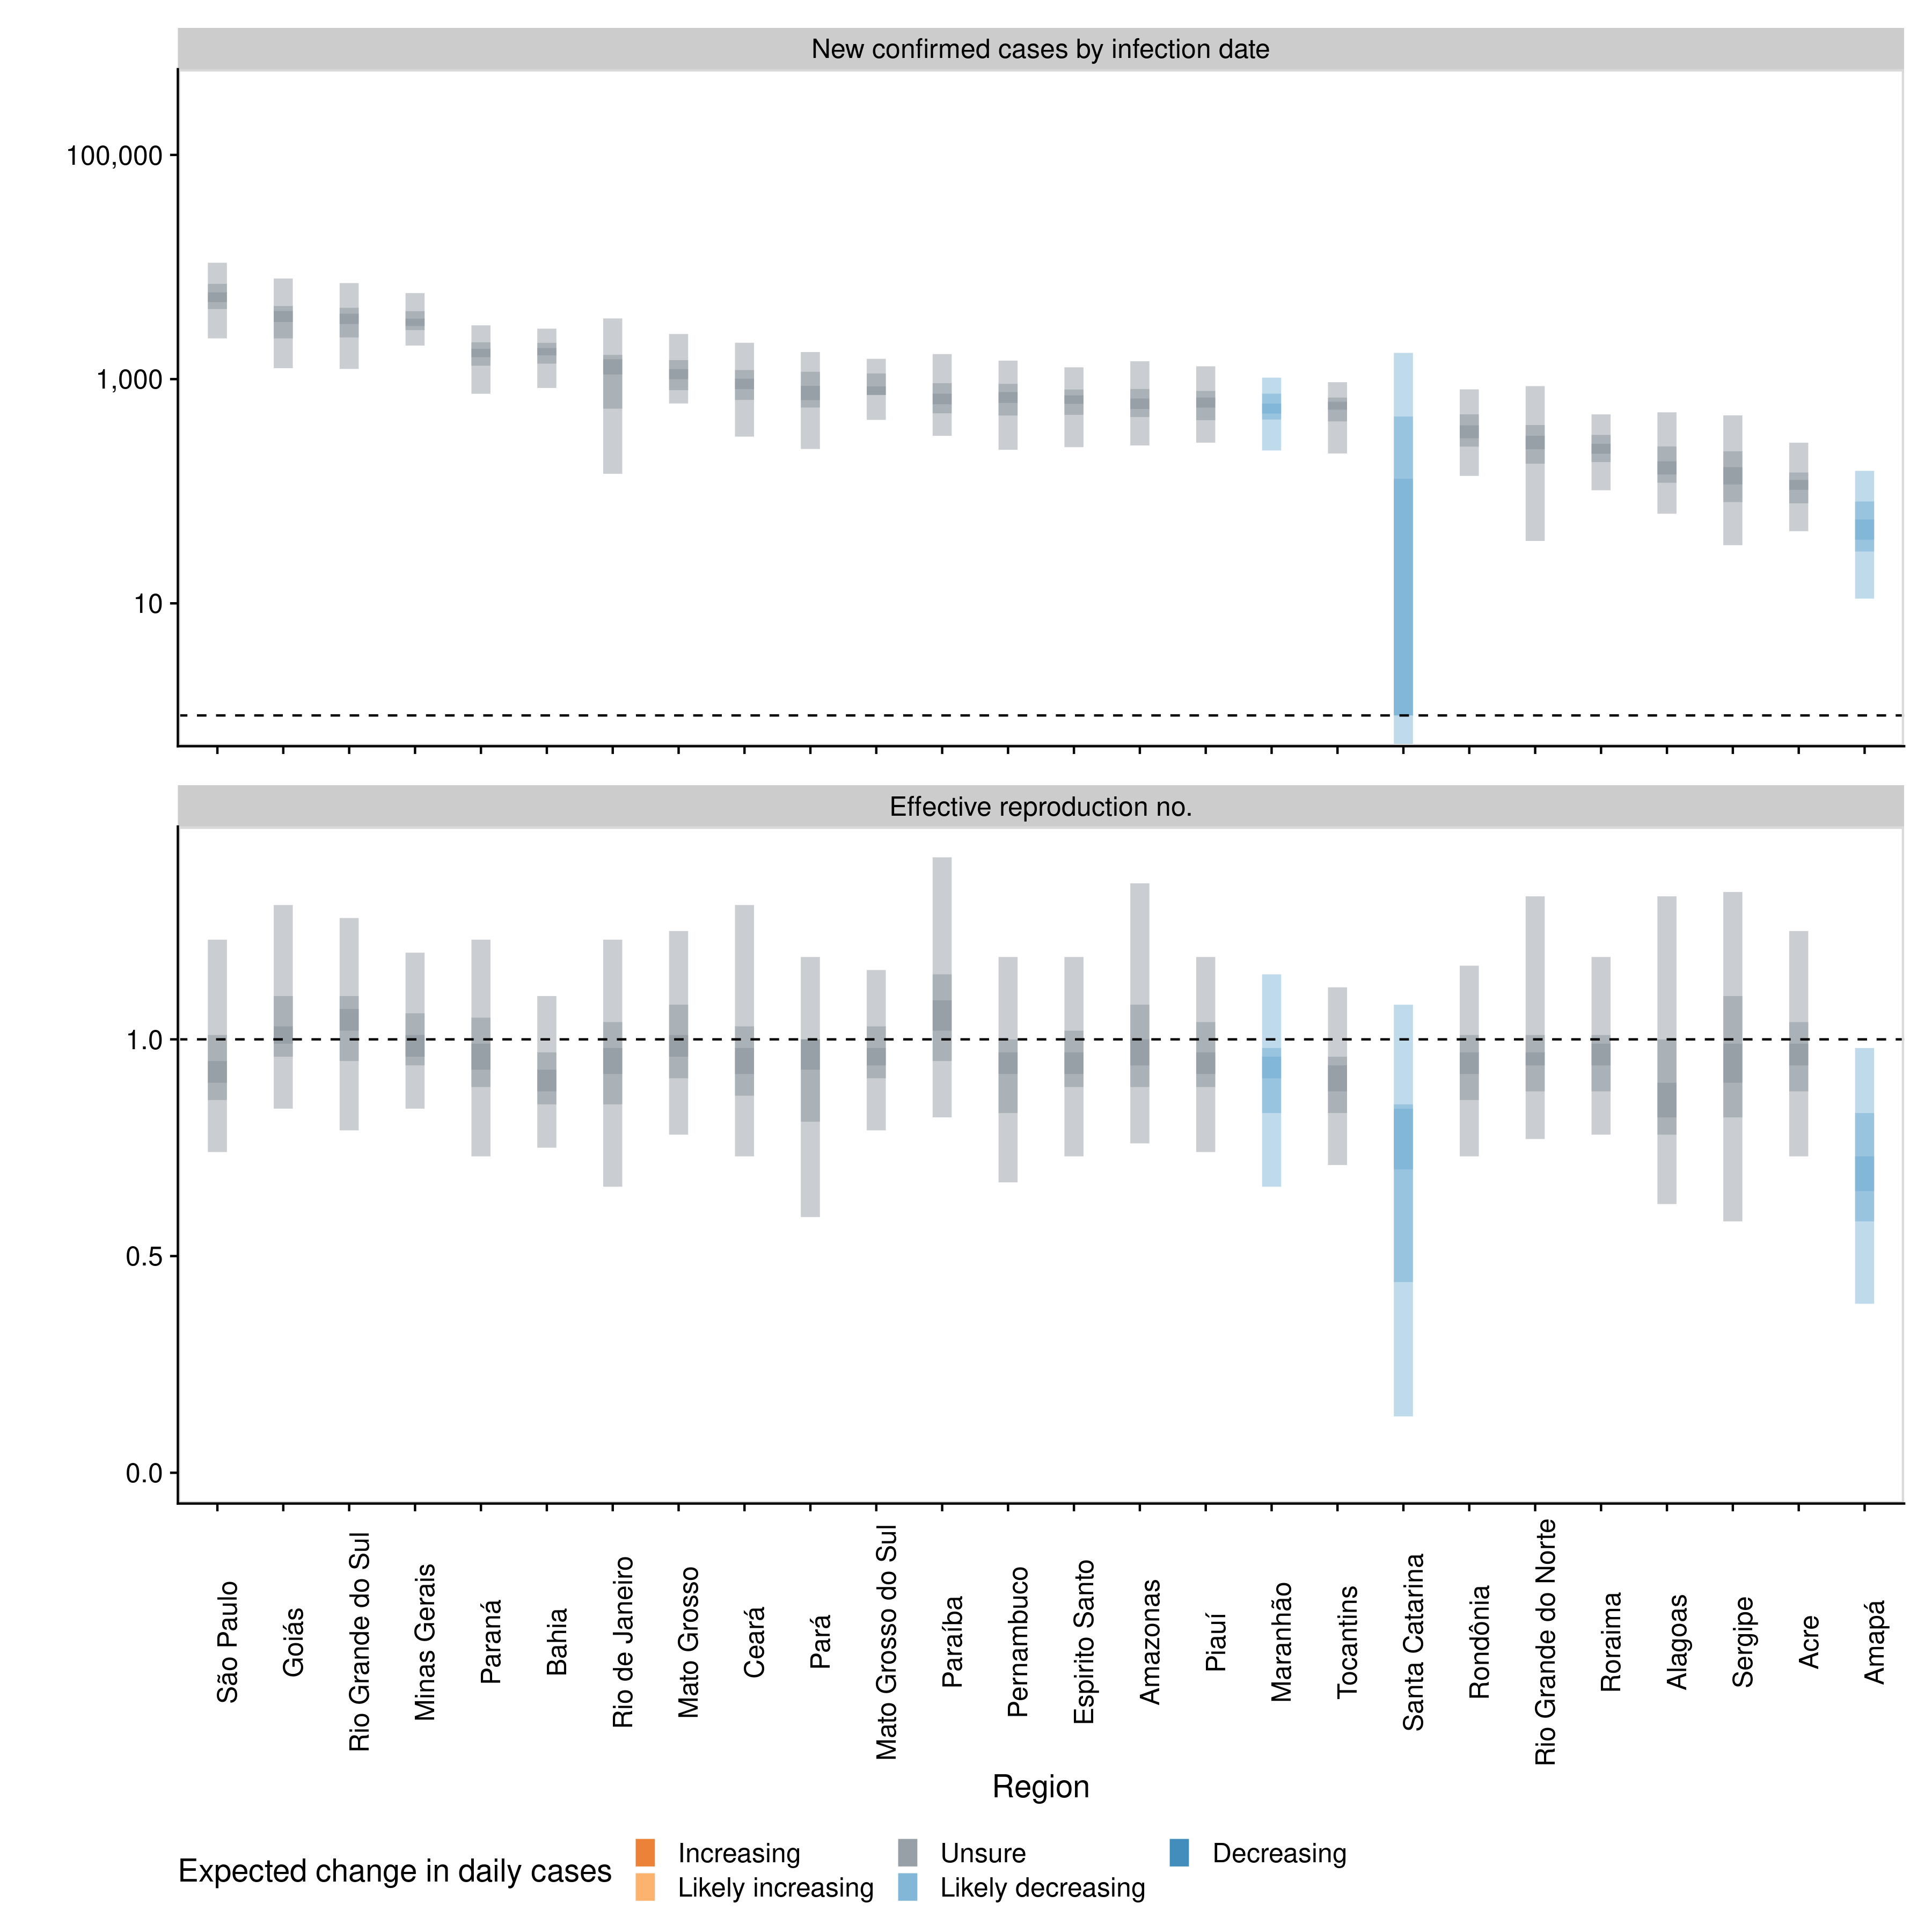 New confirmed cases by infection date
100,000
1,000
10
Effective reproduction no.
1.0
0.5
0.0
São Paulo
Goiás
Rio Grande do Sul
Minas Gerais
Paraná
Bahia
Rio de Janeiro
Mato Grosso
Ceará
Pará
Mato Grosso do Sul
Paraíba
Pernambuco
Espirito Santo
Amazonas
Piauí
Maranhão
Tocantins
Santa Catarina
Rondônia
Rio Grande do Norte
Roraima
Alagoas
Sergipe
Acre
Amapá
Region
Expected change in daily cases
Increasing
Unsure
Decreasing
Likely increasing
Likely decreasing